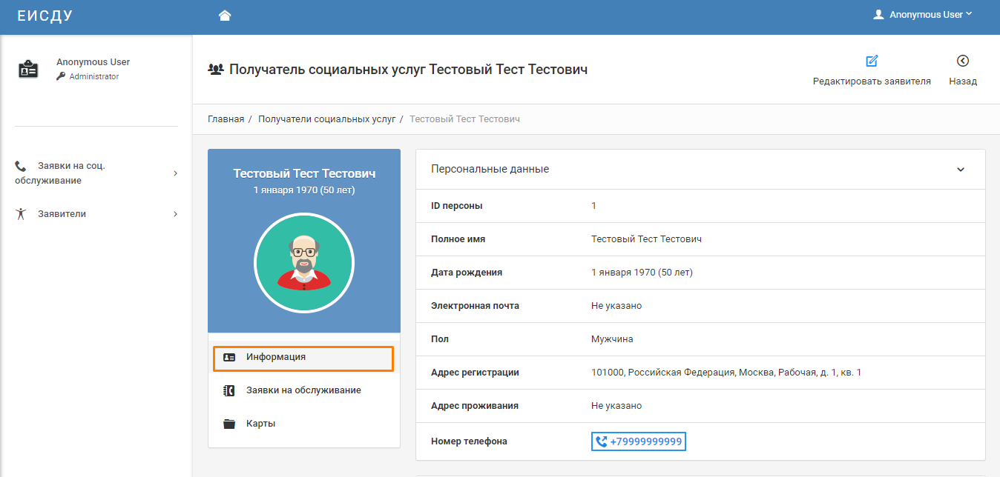 ЕИСДУ
Anonymous User
Anonymous User
Administrator
Заявки на соц.
обслуживание
Заявители
Получатель социальных услуг Тестовый Тест Тестович
Редактировать заявителя
Назад
Главная / Получатели социальных услуг / Тестовый Тест Тестович
Тестовый Тест Тестович
1 января 1970 (50 лет)
Информация
Заявки на обслуживание
Карты
Персональные данные
ID персоны 1
Полное имя Тестовый Тест Тестович
Дата рождения 1 января 1970 (50 лет)
Электронная почта Не указано
Пол Мужчина
Адрес регистрации 101000, Российская Федерация, Москва, Рабочая, д. 1, кв. 1
Адрес проживания Не указано
Номер телефона +79999999999